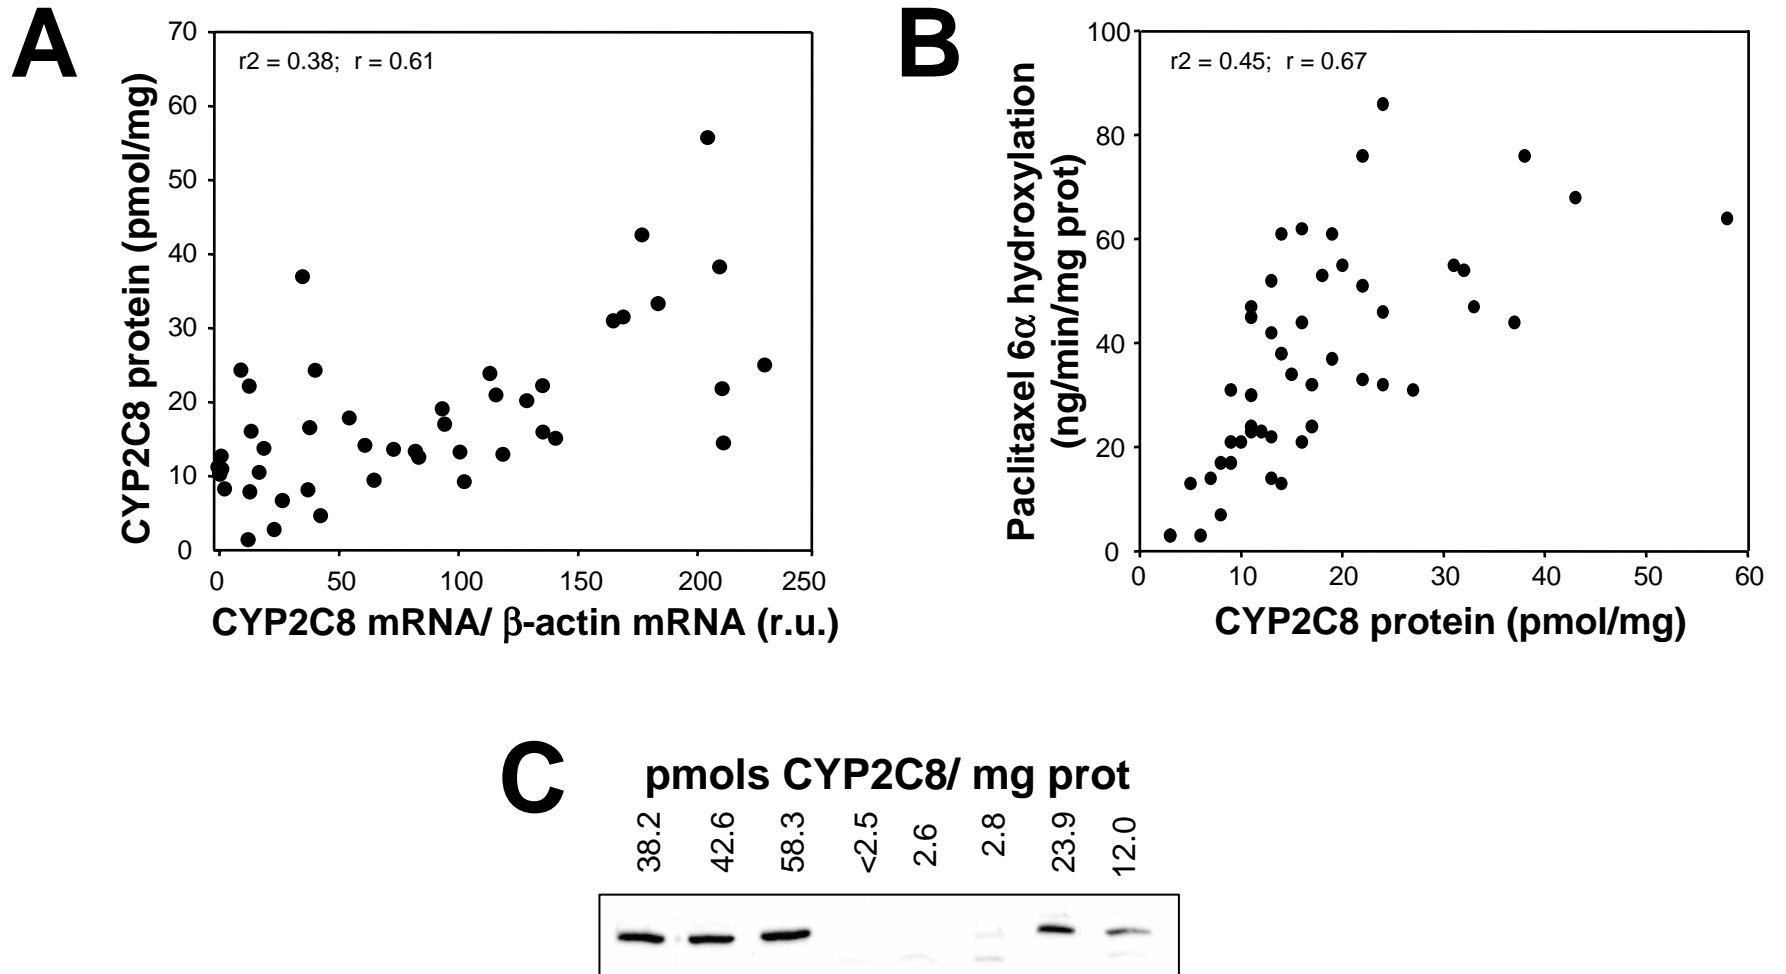 A
r2 = 0.38; r = 0.61
CYP2C8 protein (pmol/mg)
70
60
50
40
30
20
10
0
0 50 100 150 200 250
CYP2C8 mRNA/ β-actin mRNA (r.u.)
B
r2 = 0.45; r = 0.67
Paclitaxel 6α hydroxylation
(ng/min/mg prot)
100
80
60
40
20
0
0 10 20 30 40 50 60
CYP2C8 protein (pmol/mg)
C
pmols CYP2C8/ mg prot
38.2 42.6 58.3 <2.5 2.6 2.8 23.9 12.0